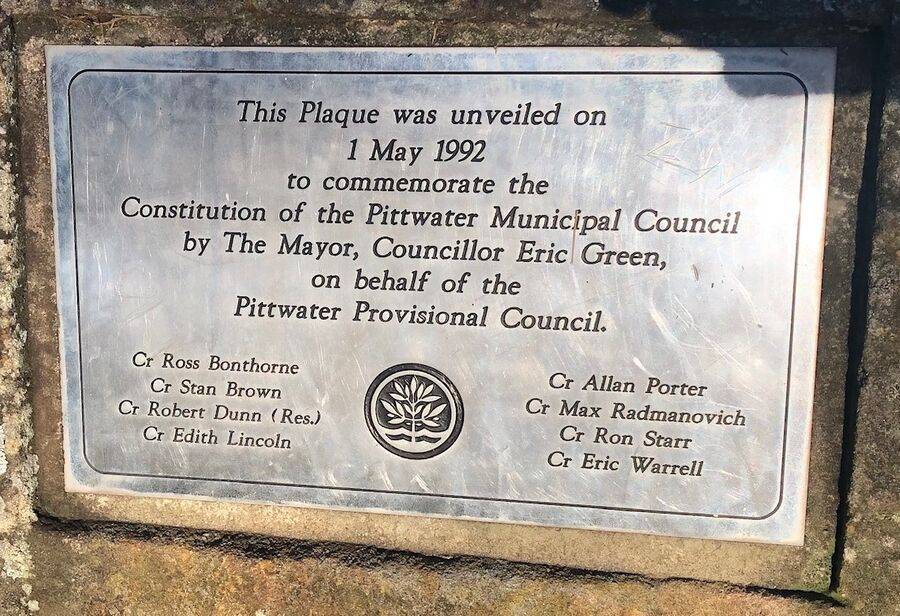 This Plaque was unveiled on
1 May 1992
to commemorate the
Constitution of the Pittwater Municipal Council
by The Mayor, Councillor Eric Green,
on behalf of the
Pittwater Provisional Council.
Cr Ross Bonthorne
Cr Stan Brown
Cr Robert Dunn (Res.)
Cr Edith Lincoln
Cr Allan Porter
Cr Max Radmanovich
Cr Ron Starr
Cr Eric Warrell